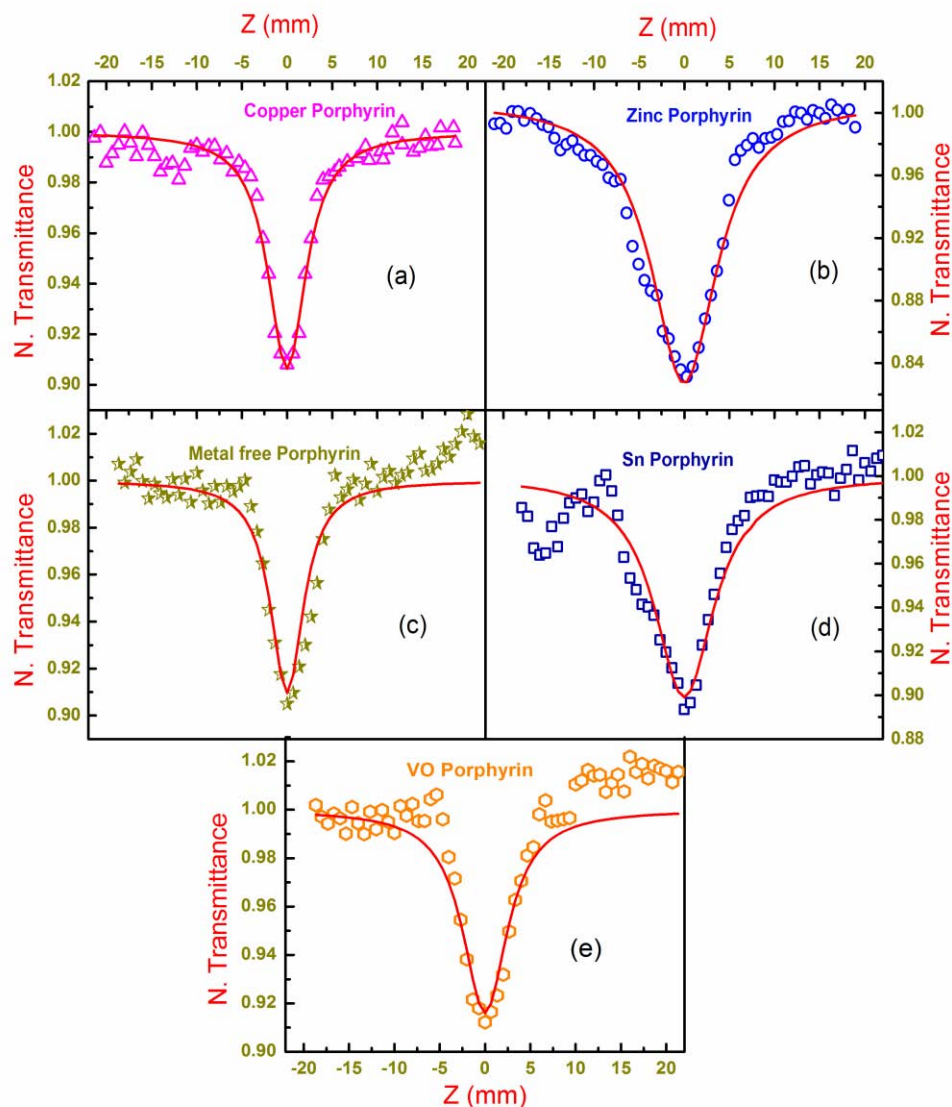 Z (mm)
Z (mm)
-20 -15 -10 -5 0 5 10 15 20
-20 -15 -10 -5 0 5 10 15 20
1.02
1.00
0.98
0.96
0.94
0.92
0.90
N. Transmittance
Copper Porphyrin
(a)
Zinc Porphyrin
(b)
1.00
0.96
0.92
0.88
0.84
N. Transmittance
1.02
1.00
0.98
0.96
0.94
0.92
0.90
N. Transmittance
Metal free Porphyrin
(c)
Sn Porphyrin
(d)
1.02
1.00
0.98
0.96
0.94
0.92
0.90
0.88
N. Transmittance
1.02
1.00
0.98
0.96
0.94
0.92
0.90
N. Transmittance
VO Porphyrin
(e)
-20 -15 -10 -5 0 5 10 15 20
Z (mm)